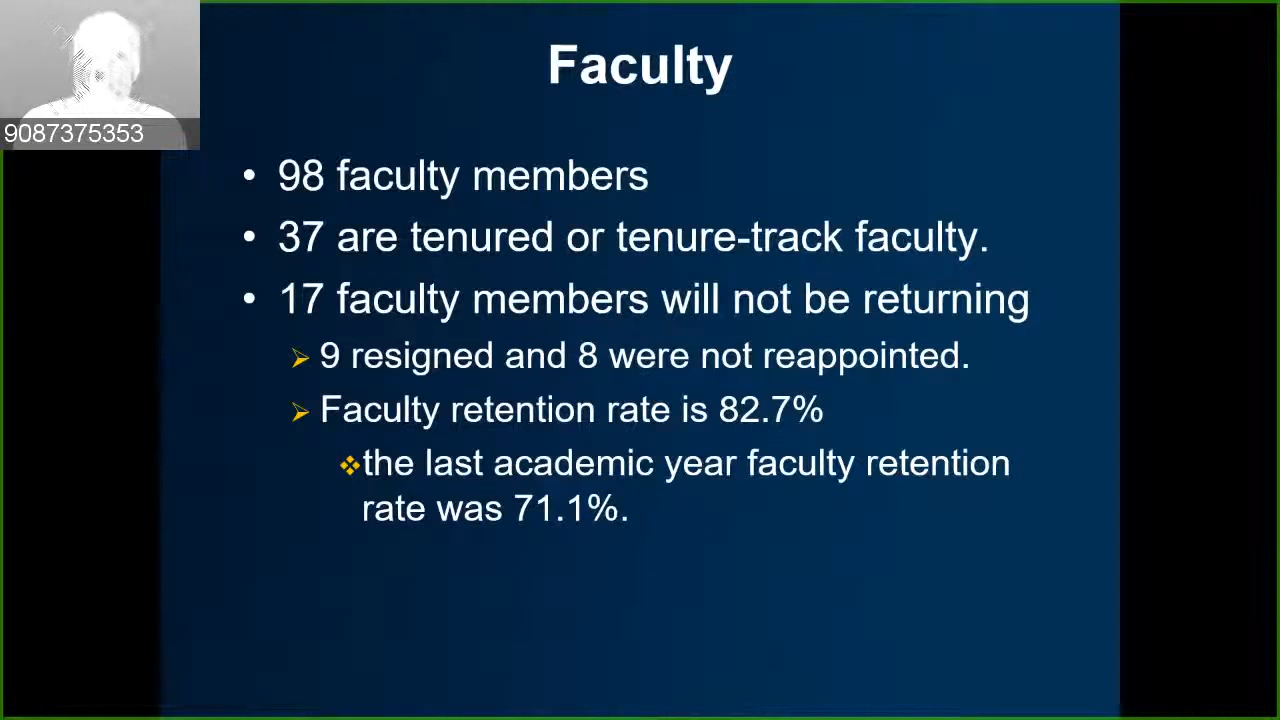 Faculty
9087375353
• 98 faculty members
• 37 are tenured or tenure-track faculty.
• 17 faculty members will not be returning
➢ 9 resigned and 8 were not reappointed.
➢ Faculty retention rate is 82.7%
❖the last academic year faculty retention
rate was 71.1%.